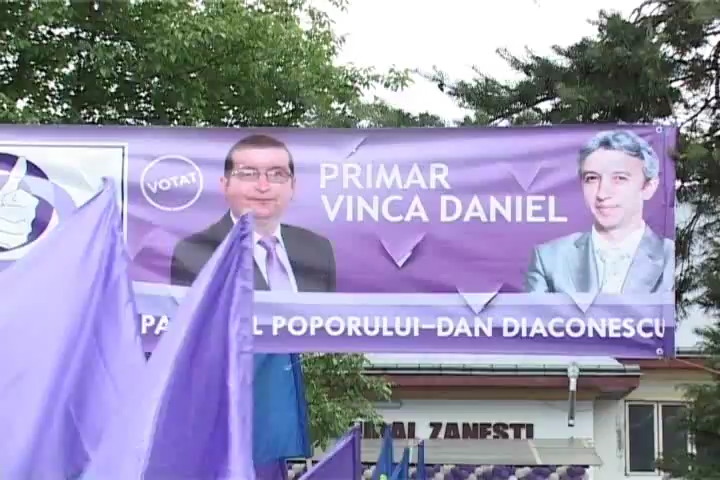 VOTAT
PRIMAR
VINCA DANIEL
POPORULUI-DAN DIACONESCU
ZANESTI